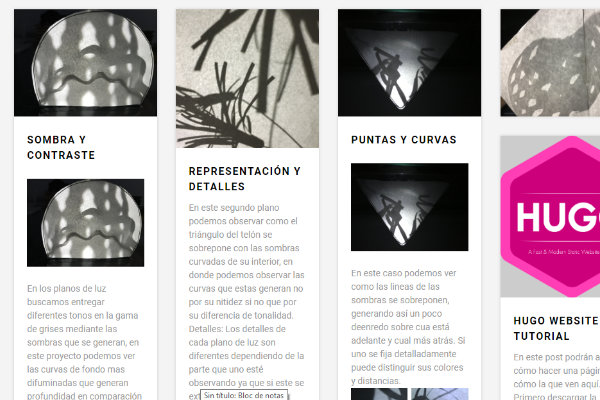 SOMBRA Y
CONTRASTE
En los planos de luz
buscamos entregar
diferentes tonos en la gama
de grises mediante las
sombras que se generan, en
este proyecto podemos ver
las curvas de fondo mas
difuminadas que generan
profundidad en comparación
REPRESENTACIÓN Y
DETALLES
En este segundo plano
podemos observar como el
triángulo del telón se
sobrepone con las sombras
curvadas de su interior, en
donde podemos observar las
curvas que estas generan no
por su nitidez si no que por
su diferencia de tonalidad.
Detalles: Los detalles de
cada plano de luz son
diferentes dependiendo de la
parte que uno esté
observando ya que si este se
Sin título: Bloc de notas
PUNTAS Y CURVAS
En este caso podemos ver
como las lineas de las
sombras se sobreponen,
generando así un poco
deenredo sobre cua está
adelante y cual más atrás. Si
uno se fija detalladamente
puede distinguir sus colores
y distancias.
HUGO
A Fast & Modern Static Website
HUGO WEBSITE
TUTORIAL
En este post podrán a
cómo hacer una págin
cómo la que ven aquí.
Primero descargar la